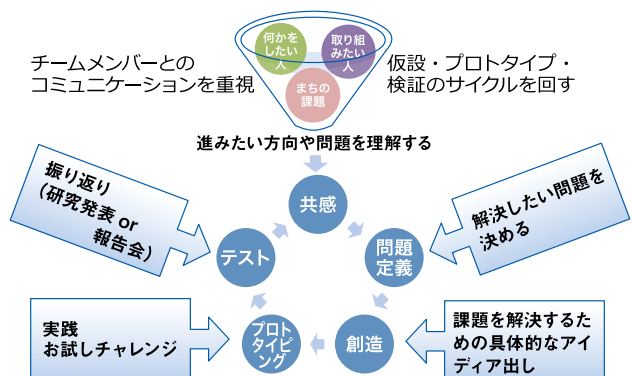 何かを
したい
人
取り組
みたい
人
まちの
課題
チームメンバーとの
コミュニケーションを重視
仮設・プロトタイプ・
検証のサイクルを回す
進みたい方向や問題を理解する
共感
問題
定義
創造
プロト
タイピ
ング
テスト
振り返り
（研究発表 or
報告会）
解決したい問題を
決める
実践
お試しチャレンジ
課題を解決するた
めの具体的なアイ
ディア出し